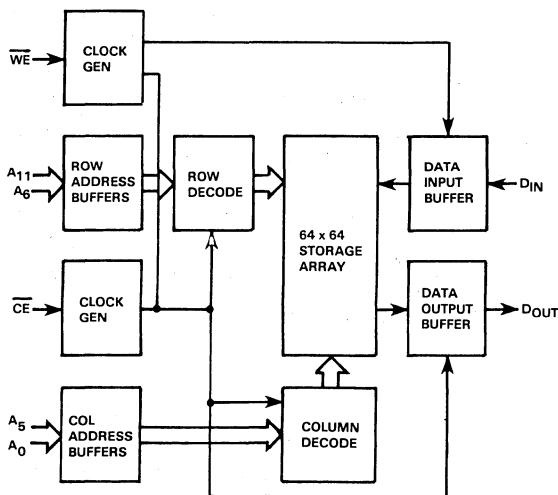 WE
CLOCK
GEN
A11
A6
ROW
ADDRESS
BUFFERS
ROW
DECODE
64 x 64
STORAGE
ARRAY
DATA
INPUT
BUFFER
DIN
CE
CLOCK
GEN
DATA
OUTPUT
BUFFER
DOUT
A5
A0
COL
ADDRESS
BUFFERS
COLUMN
DECODE